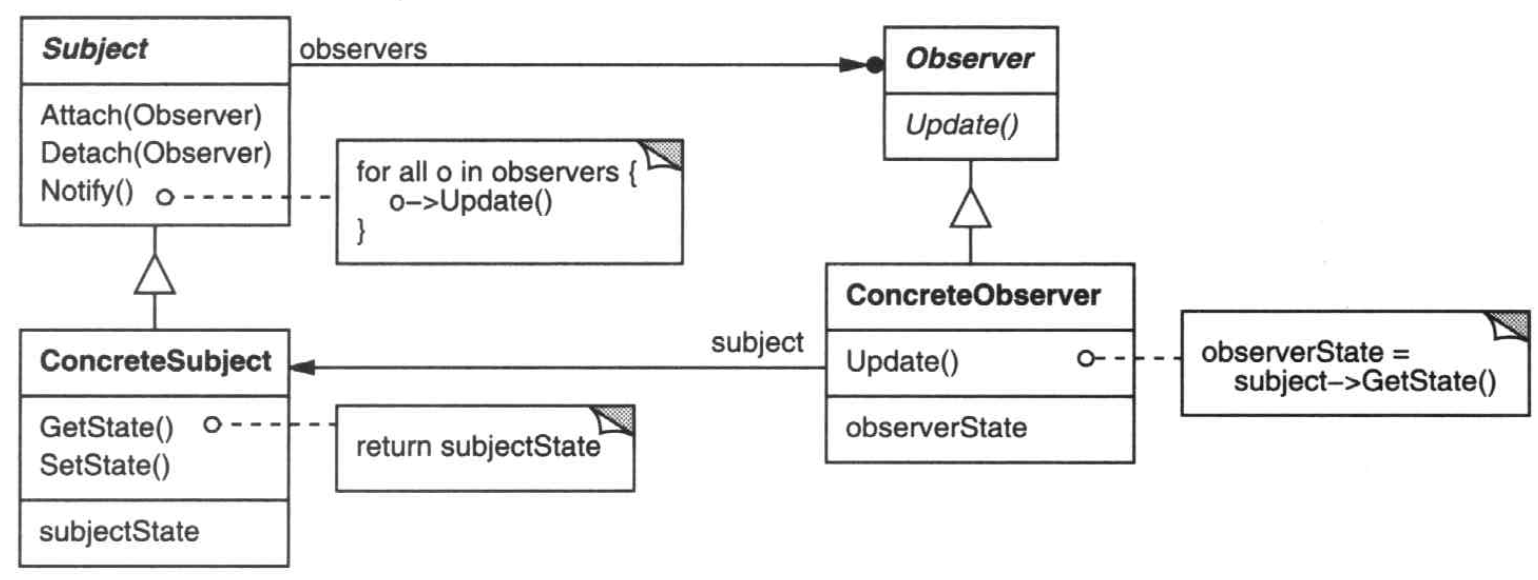 Subject
Attach(Observer)
Detach(Observer)
Notify()
observers
Observer
Update()
for all o in observers {
o–>Update()
}
ConcreteSubject
GetState()
SetState()
subjectState
return subjectState
subject
ConcreteObserver
Update()
observerState
observerState =
subject–>GetState()